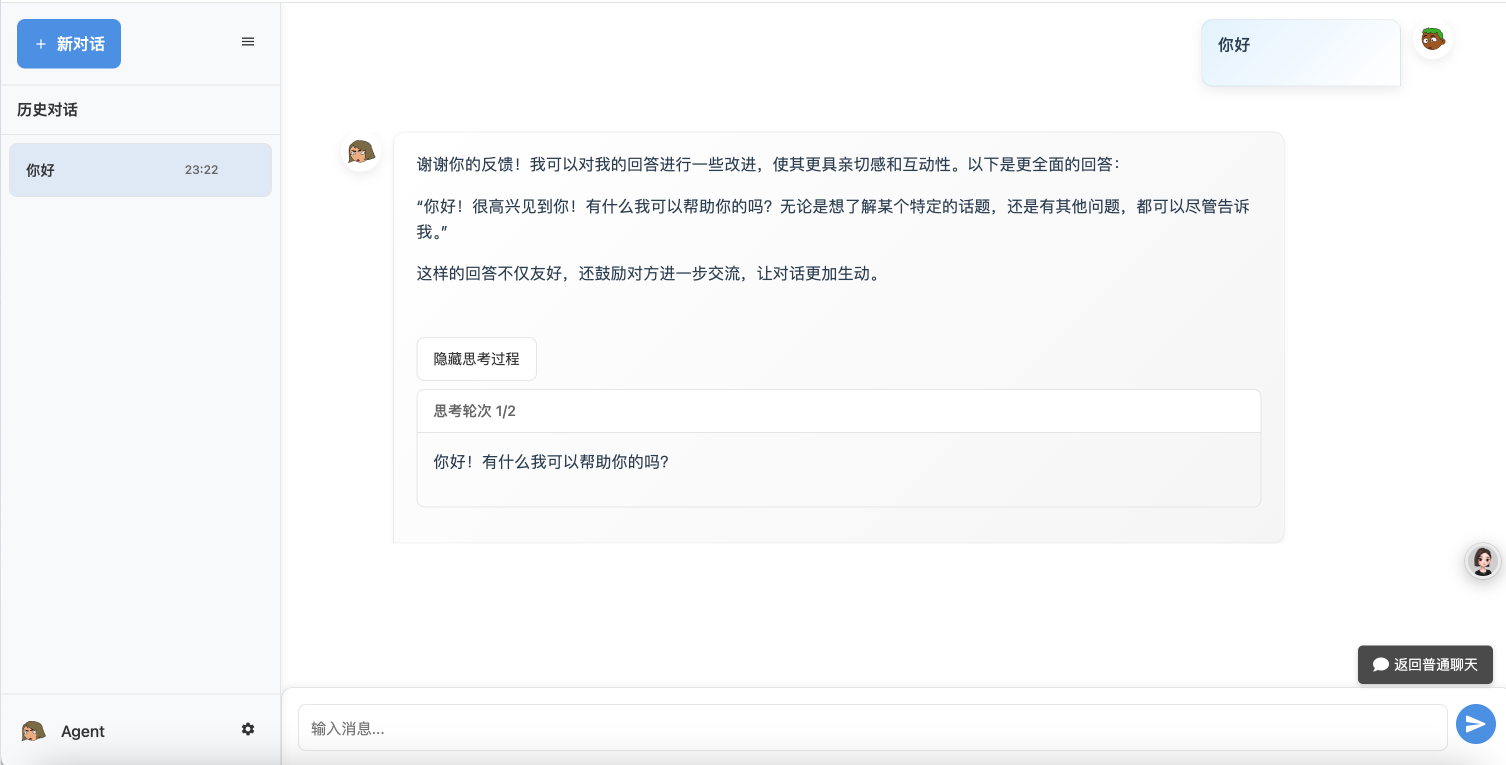 + 新对话
历史对话
你好 23:22
Agent
你好
谢谢你的反馈！我可以对我的回答进行一些改进，使其更具亲切感和互动性。以下是更全面的回答：
“你好！很高兴见到你！有什么我可以帮助你的吗？无论是想了解某个特定的话题，还是有其他问题，都可以尽管告诉
我。”
这样的回答不仅友好，还鼓励对方进一步交流，让对话更加生动。
隐藏思考过程
思考轮次 1/2
你好！有什么我可以帮助你的吗？
返回普通聊天
输入消息...